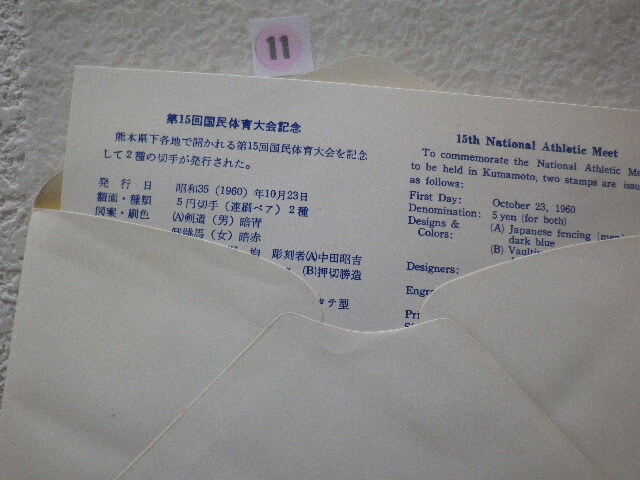 11
第15回国民体育大会記念
熊本県下各地で開かれる第15回国民体育大会を記念
して2種の切手が発行された。
発行日 昭和35(1960)年10月23日
額面・種類 5円切手(連刷ペア)2種
図案・刷色 (A)剣道(男)暗青
跳馬(女)暗赤
彫刻者(A)中田昭吉
(B)押切勝造
型
15th National Athletic Meet
To commemorate the National Athletic
to be held in Kumamoto, two stamps are
as follows:
First Day: October 23, 1960
Denomination: 5 yen (for both)
Designs & (A) Japanese fencing
Colors: dark blue
(B)
Designers: